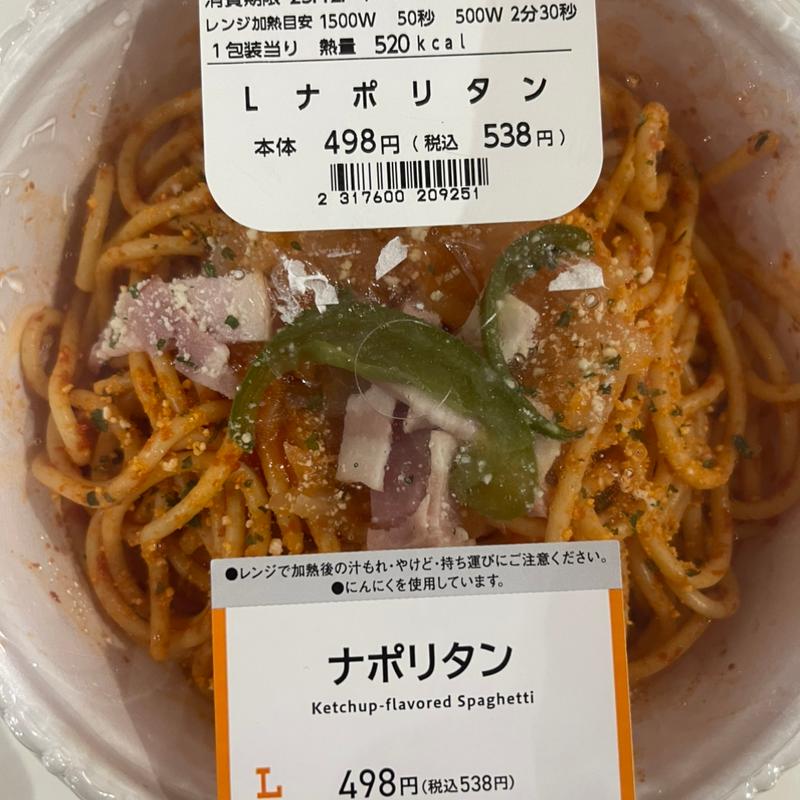 レンジ加熱目安 1500W 50秒 500W 2分30秒
1包装当り 熱量 520kcal
L ナポリタン
本体 498円(税込 538円)
2 317600 209251
●レンジで加熱後の汁もれ・やけど・持ち運びにご注意ください。
●にんにくを使用しています。
ナポリタン
Ketchup-flavored Spaghetti
L 498円(税込538円)